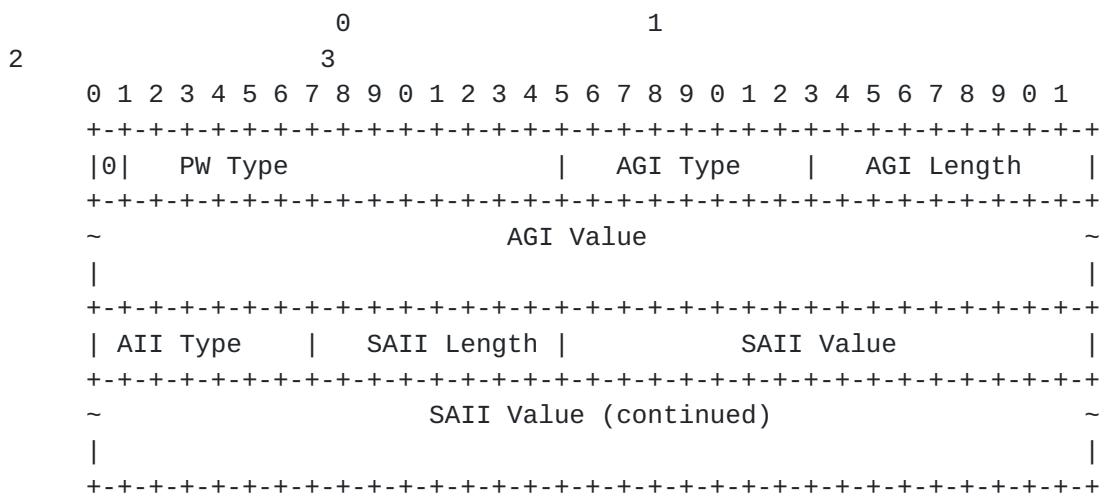 0                   1
 2                   3
      0 1 2 3 4 5 6 7 8 9 0 1 2 3 4 5 6 7 8 9 0 1 2 3 4 5 6 7 8 9 0 1
      +-+-+-+-+-+-+-+-+-+-+-+-+-+-+-+-+-+-+-+-+-+-+-+-+-+-+-+-+-+-+-+-+
      |0|   PW Type                 |   AGI Type    |   AGI Length    |
      +-+-+-+-+-+-+-+-+-+-+-+-+-+-+-+-+-+-+-+-+-+-+-+-+-+-+-+-+-+-+-+-+
      ~                          AGI Value                            ~
      |                                                               |
      +-+-+-+-+-+-+-+-+-+-+-+-+-+-+-+-+-+-+-+-+-+-+-+-+-+-+-+-+-+-+-+-+
      | AII Type    |   SAII Length |           SAII Value            |
      +-+-+-+-+-+-+-+-+-+-+-+-+-+-+-+-+-+-+-+-+-+-+-+-+-+-+-+-+-+-+-+-+
      ~                     SAII Value (continued)                    ~
      |                                                               |
      +-+-+-+-+-+-+-+-+-+-+-+-+-+-+-+-+-+-+-+-+-+-+-+-+-+-+-+-+-+-+-+-+